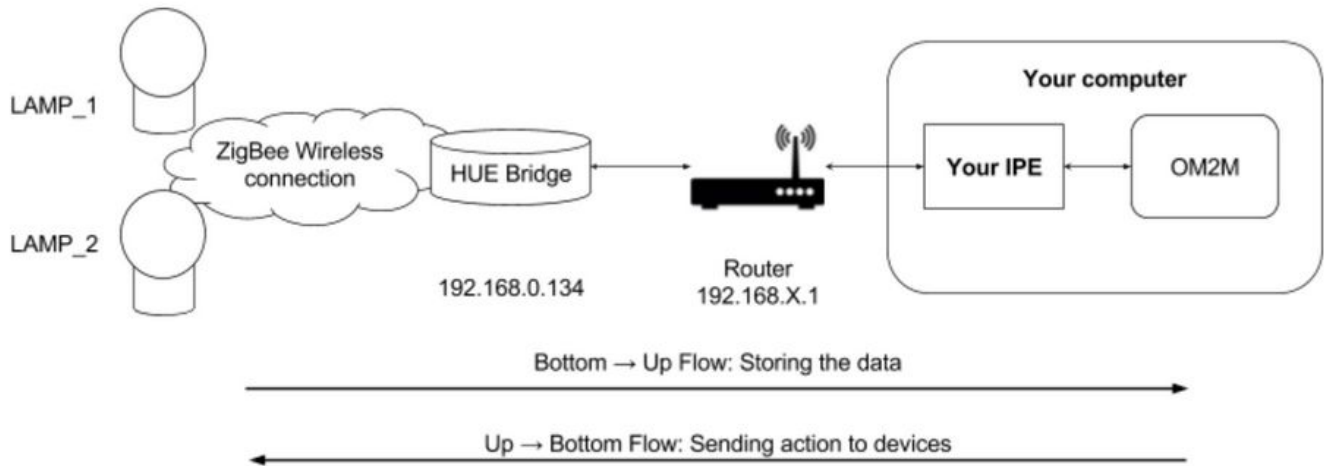 Your computer
LAMP_1
ZigBee Wireless
connection
HUE Bridge
Your IPE
OM2M
LAMP_2
192.168.0.134
Router
192.168.X.1
Bottom → Up Flow: Storing the data
Up → Bottom Flow: Sending action to devices